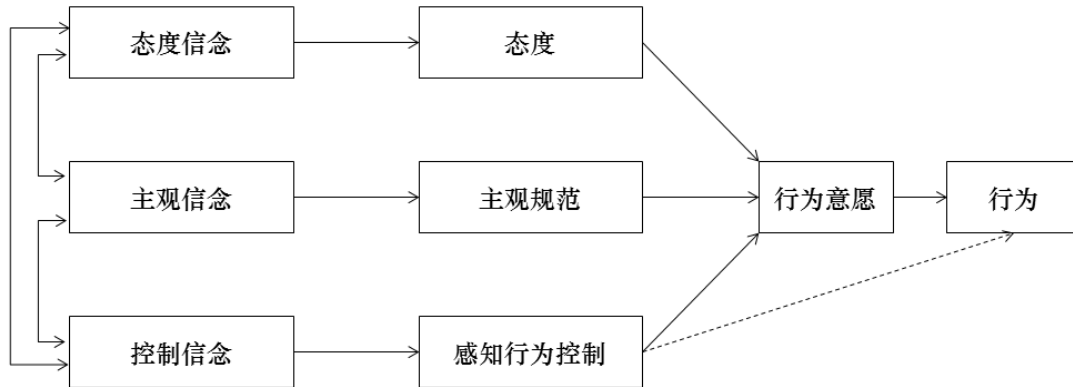 态度信念
态度
主观信念
主观规范
行为意愿
行为
控制信念
感知行为控制